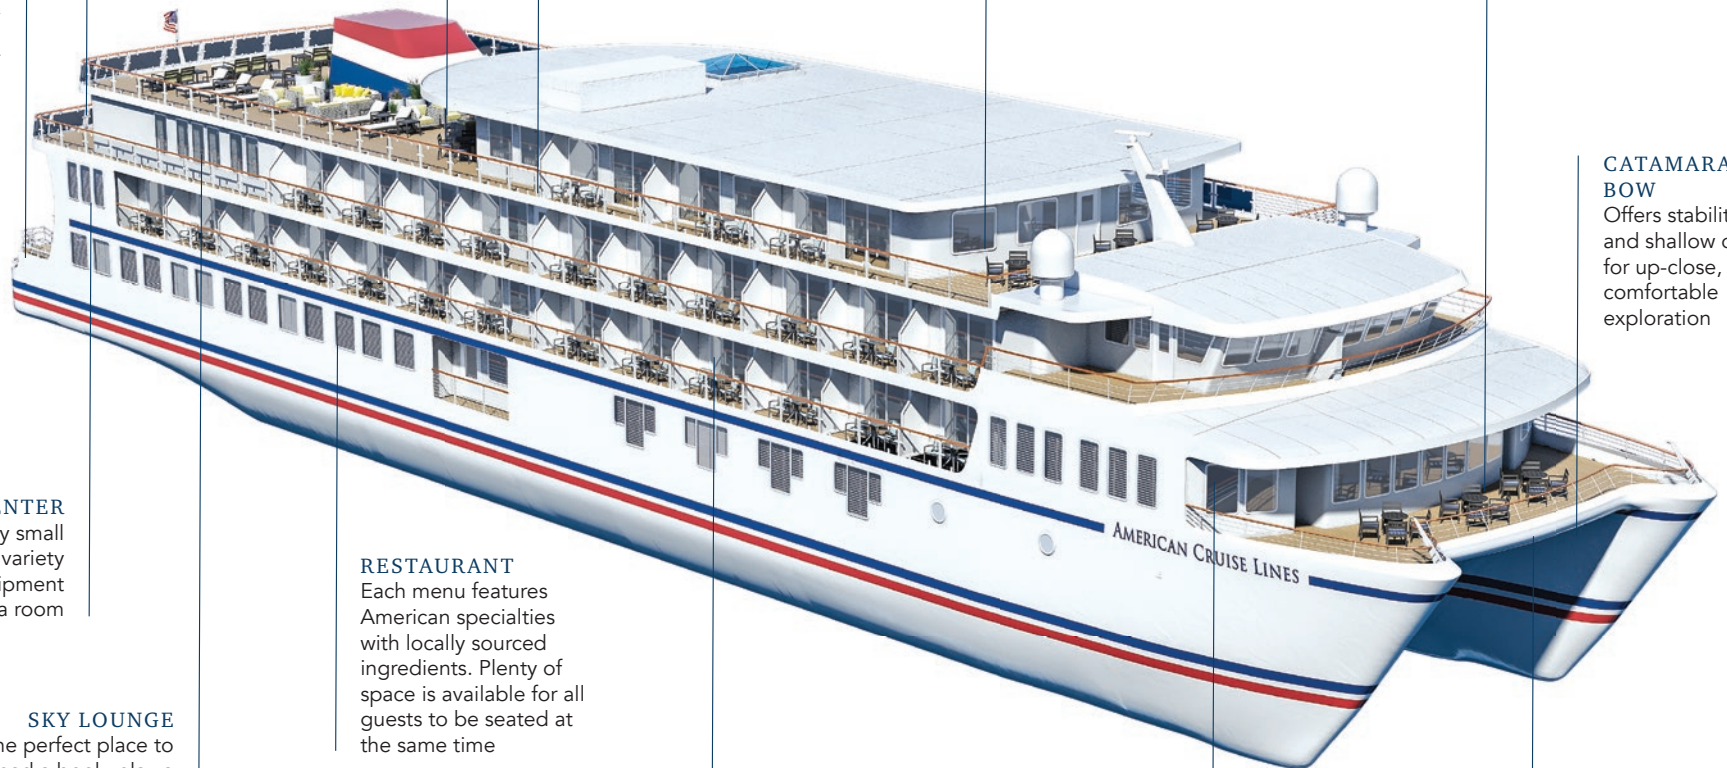 CATAMARA
BOW
Offers stabilit
and shallow
for up-close,
comfortable
exploration
ENTER
y small
variety
ipment
a room
RESTAURANT
Each menu features
American specialties
with locally sourced
ingredients. Plenty of
space is available for all
guests to be seated at
the same time
AMERICAN CRUISE LINES
SKY LOUNGE
he perfect place to